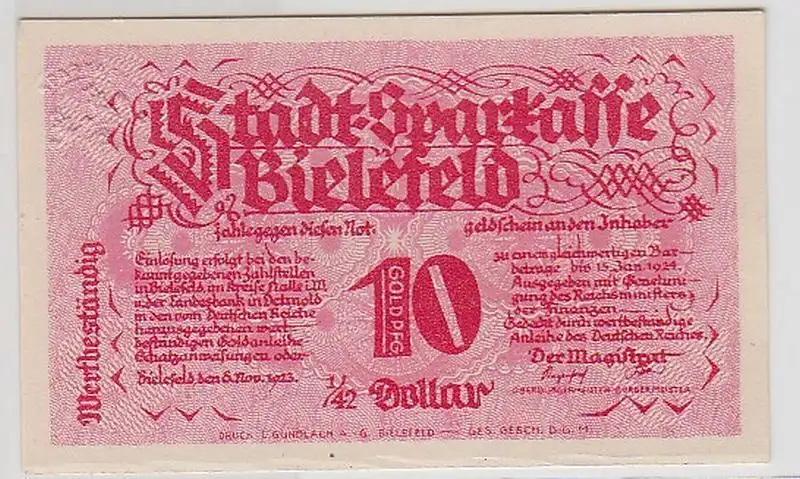 Stadt-Sparkasse
Bielefeld
zahle gegen diesen Not-
geldschein an den Inhaber
Wertbeständig
Einlösung erfolgt bei den be-
kanntgegebenen Zahlstellen
in Bielefeld, im Kreise Halle i.W.
u. der Landesbank in Detmold
in den vom Deutschen Reiche
herausgegebenen wert-
beständigen Goldanleihe
Schatzanweisungen oder
Bielefeld den 6. Nov. 1923.
10
GOLDPFG
1/42 Dollar
zu einem gleichwertigen Bar-
betrage bis 15. Jan. 1924.
Ausgegeben mit Genehmi-
gung des Reichsministers
der Finanzen
Gedeckt durch wertbeständige
Anleihe des Deutschen Reiches.
Der Magistrat
OBERBÜRGERMEISTER BÜRGERMEISTER
DRUCK E. GUNDLACH A. G. BIELEFELD — GES. GESCH. D. G. M.